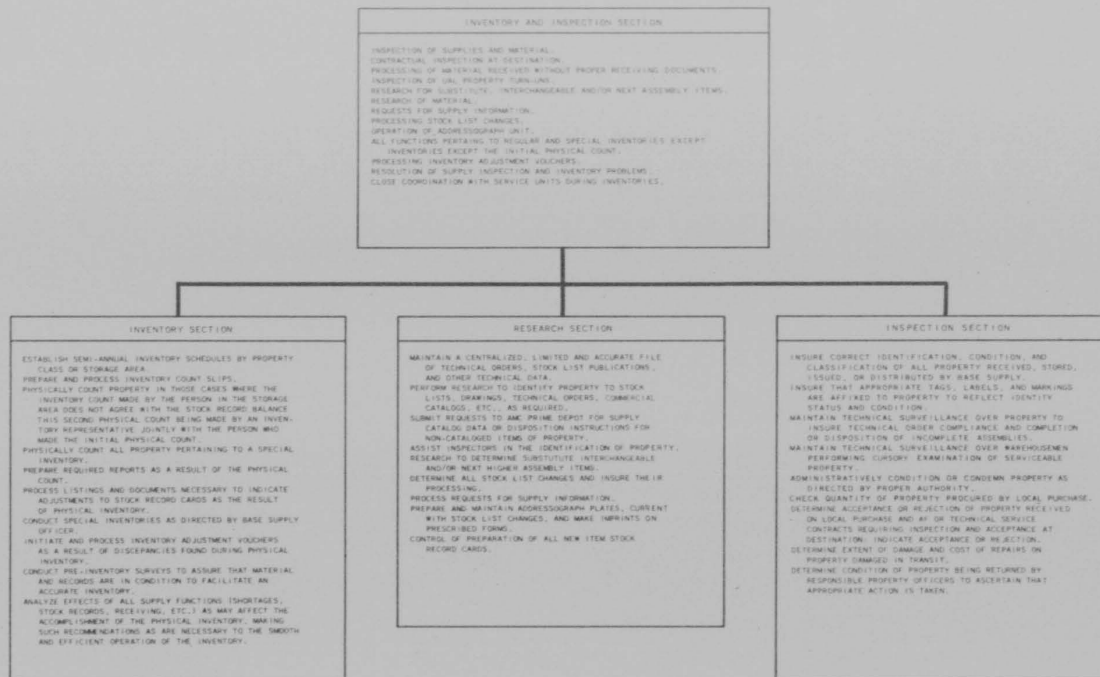 INVENTORY AND INSPECTION SECTION
INSPECTION OF SUPPLIES AND MATERIAL.
CONTRACTUAL INSPECTION AT DESTINATION.
PROCESSING OF MATERIAL RECEIVED WITHOUT PROPER RECEIVING DOCUMENTS.
INSPECTION OF UAL PROPERTY TURN-INS.
RESEARCH FOR SUBSTITUTE, INTERCHANGEABLE AND/OR NEXT ASSEMBLY ITEMS.
RESEARCH OF MATERIAL.
REQUESTS FOR SUPPLY INFORMATION.
PROCESSING STOCK LIST CHANGES.
OPERATION OF ADDRESSOGRAPH UNIT.
ALL FUNCTIONS PERTAING TO REGULAR AND SPECIAL INVENTORIES EXCEPT
INVENTORIES EXCEPT THE INITIAL PHYSICAL COUNT.
PROCESSING INVENTORY ADJUSTMENT VOUCHERS.
RESOLUTION OF SUPPLY INSPECTION AND INVENTORY PROBLEMS.
CLOSE COORDINATION WITH SERVICE UNITS DURING INVENTORIES.
INVENTORY SECTION
ESTABLISH SEMI-ANNUAL INVENTORY SCHEDULES BY PROPERTY
CLASS OR STORAGE AREA.
PREPARE AND PROCESS INVENTORY COUNT SLIPS.
PHYSICALLY COUNT PROPERTY IN THOSE CASES WHERE THE
INVENTORY COUNT MADE BY THE PERSON IN THE STORAGE
AREA DOES NOT AGREE WITH THE STOCK RECORD BALANCE
THIS SECOND PHYSICAL COUNT BEING MADE BY AN INVEN-
TORY REPRESENTATIVE JOINTLY WITH THE PERSON WHO
MADE THE INITIAL PHYSICAL COUNT.
PHYSICALLY COUNT ALL PROPERTY PERTAINING TO A SPECIAL
INVENTORY.
PREPARE REQUIRED REPORTS AS A RESULT OF THE PHYSICAL
COUNT.
PROCESS LISTINGS AND DOCUMENTS NECESSARY TO INDICATE
ADJUSTMENTS TO STOCK RECORD CARDS AS THE RESULT
OF PHYSICAL INVENTORY.
CONDUCT SPECIAL INVENTORIES AS DIRECTED BY BASE SUPPLY
OFFICER.
INITIATE AND PROCESS INVENTORY ADJUSTMENT VOUCHERS
AS A RESULT OF DISCEPANCIES FOUND DURING PHYSICAL
INVENTORY.
CONDUCT PRE-INVENTORY SURVEYS TO ASSURE THAT MATERIAL
AND RECORDS ARE IN CONDITION TO FACILITATE AN
ACCURATE INVENTORY.
ANALYZE EFFECTS OF ALL SUPPLY FUNCTIONS (SHORTAGES,
STOCK RECORDS, RECEIVING, ETC.) AS MAY AFFECT THE
ACCOMPLISHMENT OF THE PHYSICAL INVENTORY, MAKING
SUCH RECOMMENDATIONS AS ARE NECESSARY TO THE SMOOTH
AND EFFICIENT OPERATION OF THE INVENTORY.
RESEARCH SECTION
MAINTAIN A CENTRALIZED, LIMITED AND ACCURATE FILE
OF TECHNICAL ORDERS, STOCK LIST PUBLICATIONS,
AND OTHER TECHNICAL DATA.
PERFORM RESEARCH TO IDENTIFY PROPERTY TO STOCK
LISTS, DRAWINGS, TECHNICAL ORDERS, COMMERCIAL
CATALOGS, ETC., AS REQUIRED.
SUBMIT REQUESTS TO AMC PRIME DEPOT FOR SUPPLY
CATALOG DATA OR DISPOSITION INSTRUCTIONS FOR
NON-CATALOGED ITEMS OF PROPERTY.
ASSIST INSPECTORS IN THE IDENTIFICATION OF PROPERTY.
RESEARCH TO DETERMINE SUBSTITUTE INTERCHANGEABLE
AND/OR NEXT HIGHER ASSEMBLY ITEMS.
DETERMINE ALL STOCK LIST CHANGES AND INSURE THEIR
PROCESSING.
PROCESS REQUESTS FOR SUPPLY INFORMATION.
PREPARE AND MAINTAIN ADDRESSOGRAPH PLATES, CURRENT
WITH STOCK LIST CHANGES, AND MAKE IMPRINTS ON
PRESCRIBED FORMS.
CONTROL OF PREPARATION OF ALL NEW ITEM STOCK
RECORD CARDS.
INSPECTION SECTION
INSURE CORRECT IDENTIFICATION, CONDITION, AND
CLASSIFICATION OF ALL PROPERTY RECEIVED, STORED,
ISSUED, OR DISTRIBUTED BY BASE SUPPLY.
INSURE THAT APPROPRIATE TAGS, LABELS, AND MARKINGS
ARE AFFIXED TO PROPERTY TO REFLECT IDENTITY
STATUS AND CONDITION.
MAINTAIN TECHNICAL SURVEILLANCE OVER PROPERTY TO
INSURE TECHNICAL ORDER COMPLIANCE AND COMPLETION
OR DISPOSITION OF INCOMPLETE ASSEMBLIES.
MAINTAIN TECHNICAL SURVEILLANCE OVER WAREHOUSEMEN
PERFORMING CURSORY EXAMINATION OF SERVICEABLE
PROPERTY.
ADMINISTRATIVELY CONDITION OR CONDEMN PROPERTY AS
DIRECTED BY PROPER AUTHORITY.
CHECK QUANTITY OF PROPERTY PROCURED BY LOCAL PURCHASE.
DETERMINE ACCEPTANCE OR REJECTION OF PROPERTY RECEIVED
ON LOCAL PURCHASE AND AF OR TECHNICAL SERVICE
CONTRACTS REQUIRING INSPECTION AND ACCEPTANCE AT
DESTINATION. INDICATE ACCEPTANCE OR REJECTION.
DETERMINE EXTENT OF DAMAGE AND COST OF REPAIRS ON
PROPERTY DAMAGED IN TRANSIT.
DETERMINE CONDITION OF PROPERTY BEING RETURNED BY
RESPONSIBLE PROPERTY OFFICERS TO ASCERTAIN THAT
APPROPRIATE ACTION IS TAKEN.